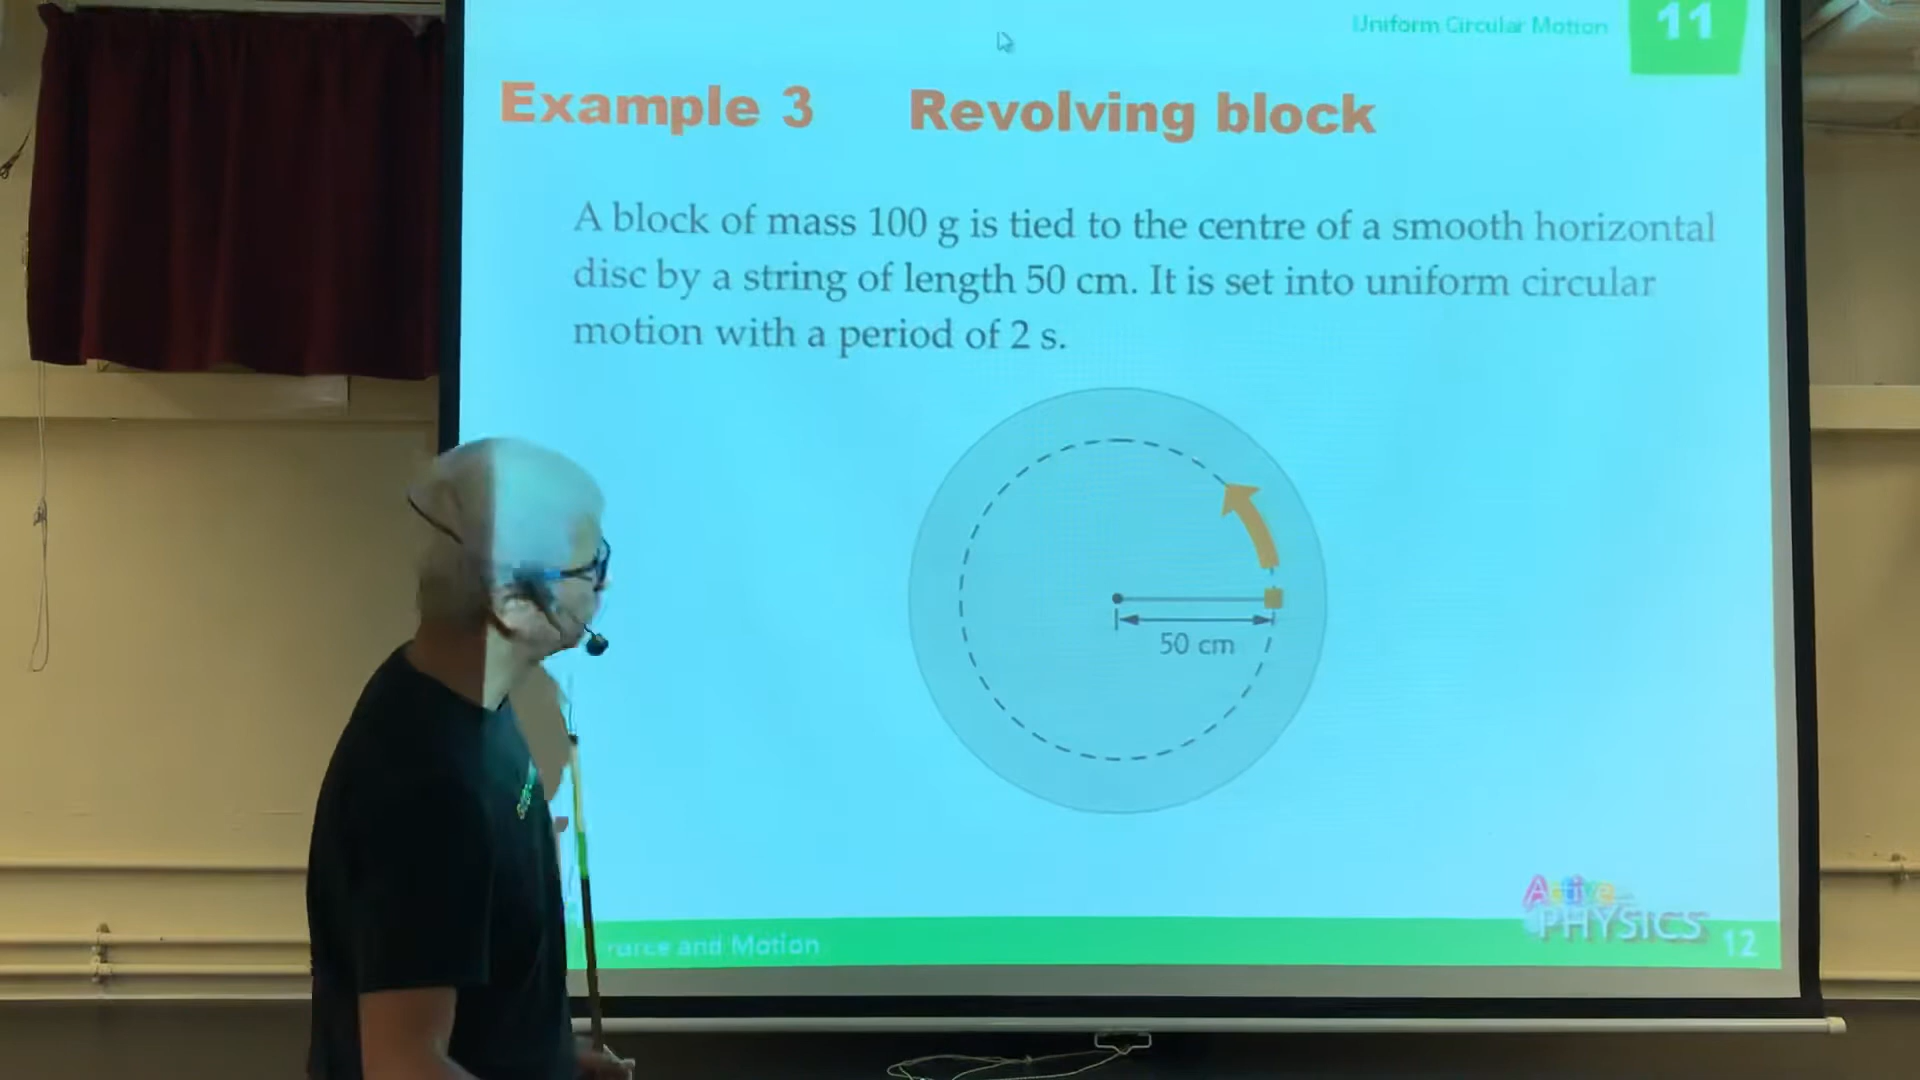 Uniform Circular Motion
11
Example 3 Revolving block
A block of mass 100 g is tied to the centre of a smooth horizontal
disc by a string of length 50 cm. It is set into uniform circular
motion with a period of 2 s.
50 cm
Active
PHYSICS
and Motion
12